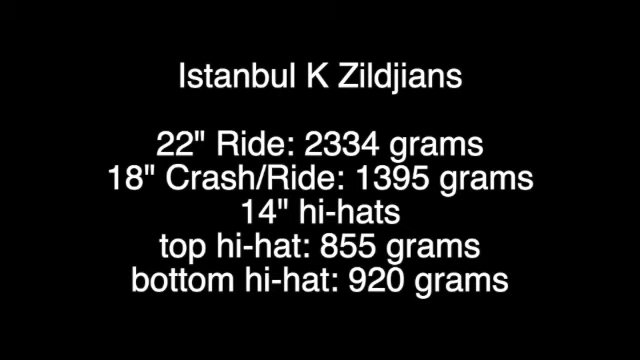 Istanbul K Zildjians
22" Ride: 2334 grams
18" Crash/Ride: 1395 grams
14" hi-hats
top hi-hat: 855 grams
bottom hi-hat: 920 grams